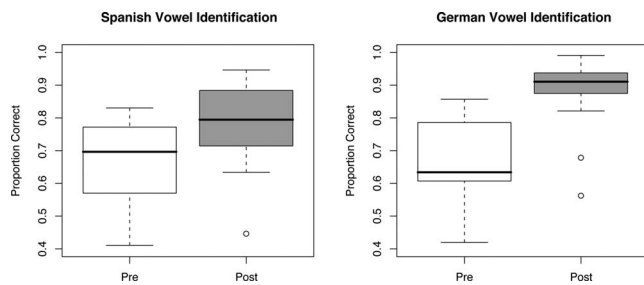 Spanish Vowel Identification
Proportion Correct
1.0
0.9
0.8
0.7
0.6
0.5
0.4
Pre Post
German Vowel Identification
Proportion Correct
1.0
0.9
0.8
0.7
0.6
0.5
0.4
Pre Post